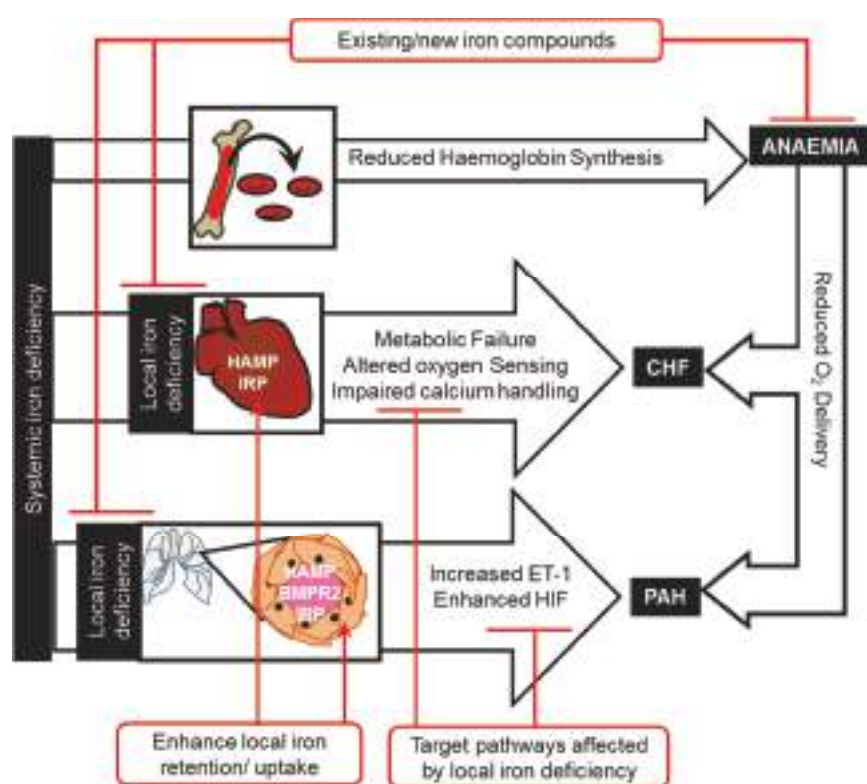 Existing/new iron compounds
ANAEMIA
Reduced Haemoglobin Synthesis
Systemic iron deficiency
Local iron
deficiency
HAMP
IRP
Metabolic Failure
Altered oxygen Sensing
Impaired calcium handling
CHF
Reduced O₂ Delivery
Local iron
deficiency
HAMP
BMPR2
IRP
Increased ET-1
Enhanced HIF
PAH
Enhance local iron
retention/ uptake
Target pathways affected
by local iron deficiency